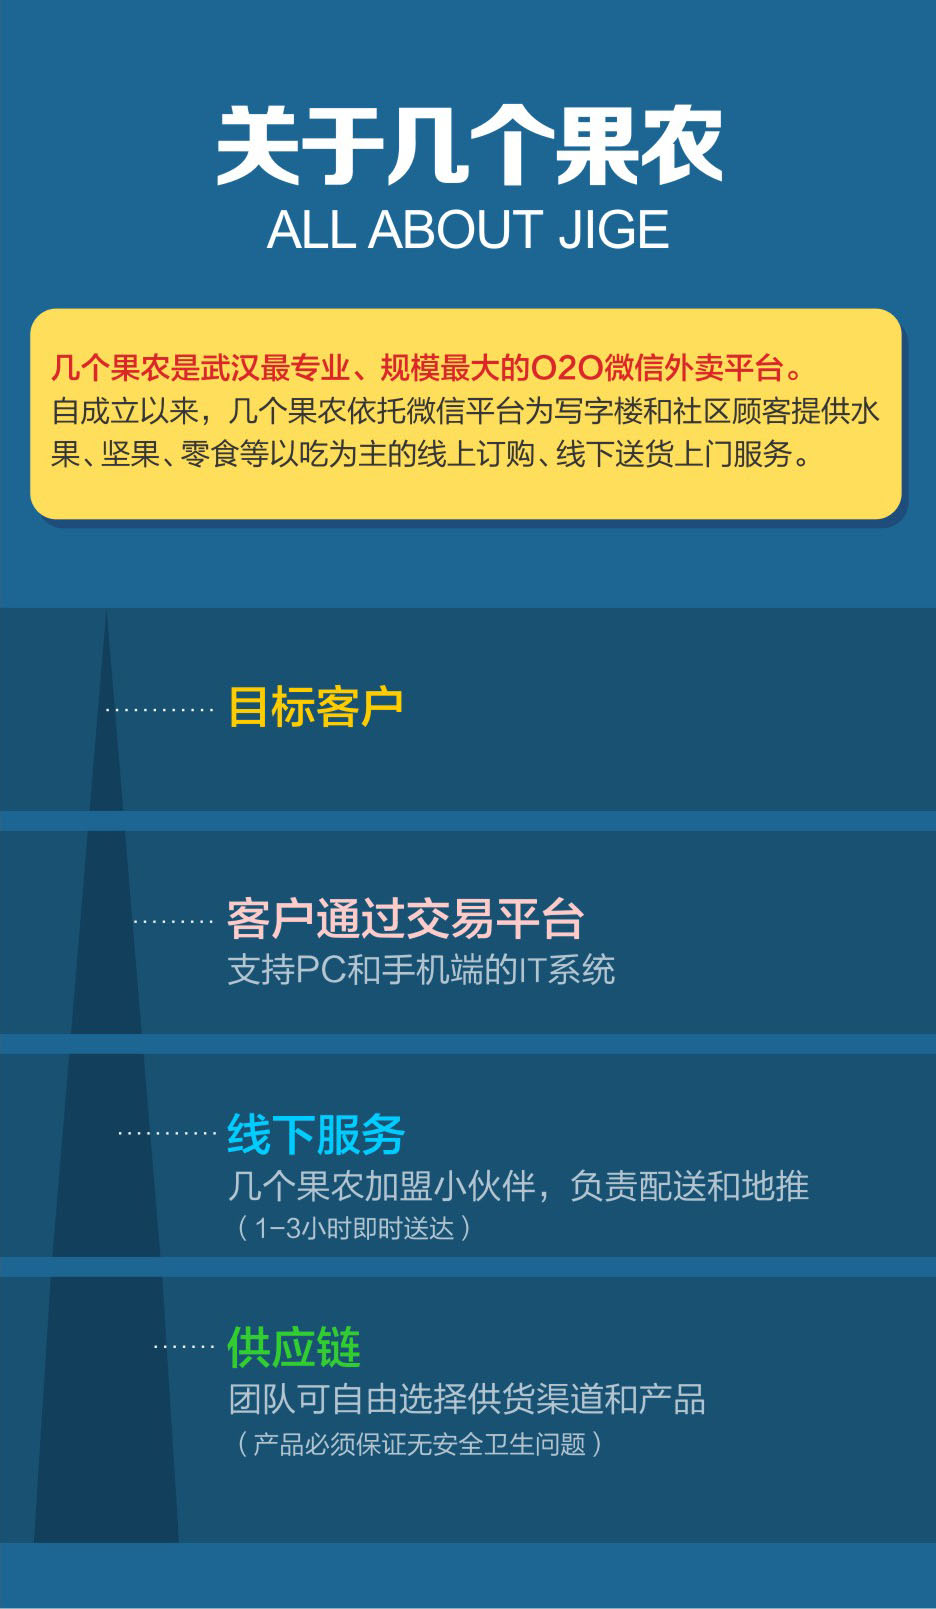 关于几个果农
ALL ABOUT JIGE
几个果农是武汉最专业、规模最大的O2O微信外卖平台。
自成立以来，几个果农依托微信平台为写字楼和社区顾客提供水
果、坚果、零食等以吃为主的线上订购、线下送货上门服务。
目标客户
客户通过交易平台
支持PC和手机端的IT系统
线下服务
几个果农加盟小伙伴，负责配送和地推
（1-3小时即时送达）
供应链
团队可自由选择供货渠道和产品
（产品必须保证无安全卫生问题）